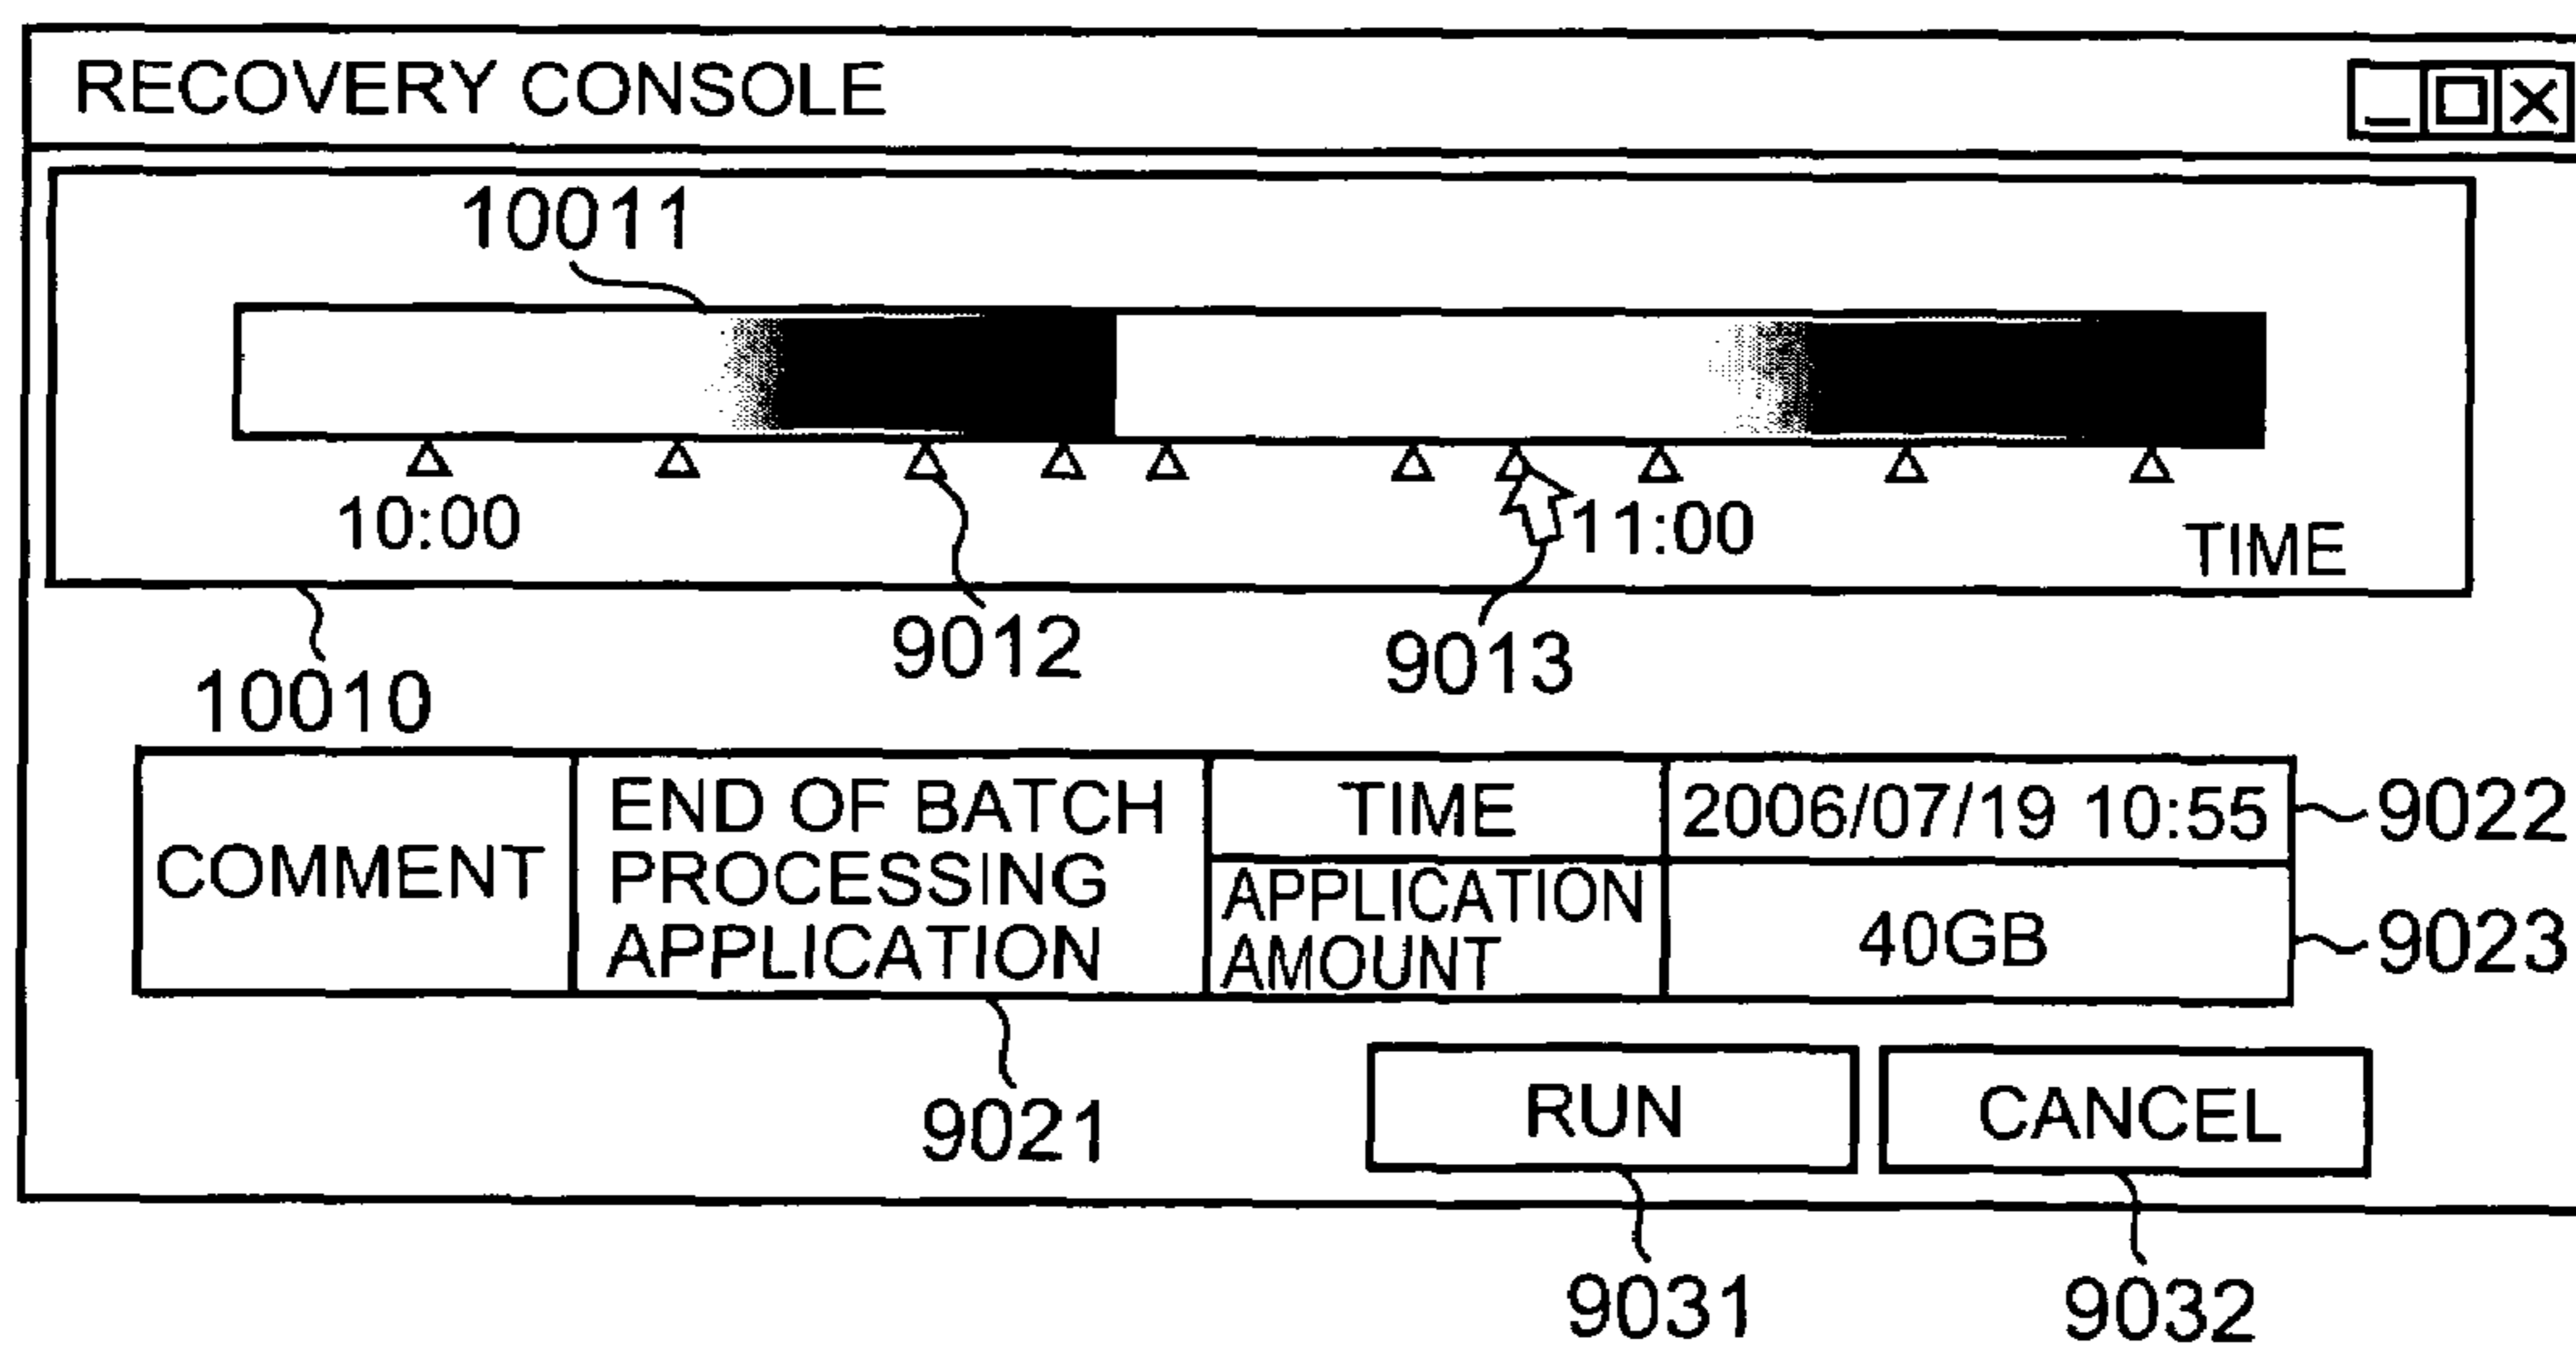 RECOVERY CONSOLE
10011
10:00
11:00
TIME
9012
9013
10010
COMMENT
END OF BATCH
PROCESSING
APPLICATION
TIME
2006/07/19 10:55
9022
APPLICATION
AMOUNT
40GB
9023
9021
RUN
CANCEL
9031
9032